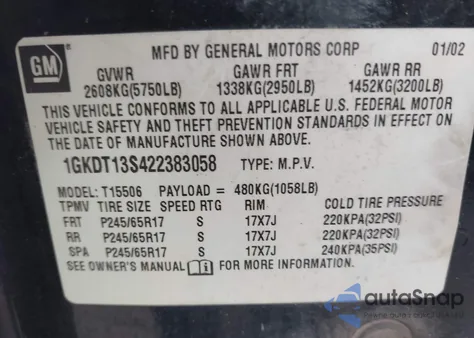 GM
MFD BY GENERAL MOTORS CORP 01/02
GVWR GAWR FRT GAWR RR
2608KG(5750LB) 1338KG(2950LB) 1452KG(3200LB)
THIS VEHICLE CONFORMS TO ALL APPLICABLE U.S. FEDERAL MOTOR
VEHICLE SAFETY AND THEFT PREVENTION STANDARDS IN EFFECT ON
THE DATE OF MANUFACTURE SHOWN ABOVE.
1GKDT13S422383058 TYPE: M.P.V.
MODEL: T15506 PAYLOAD = 480KG(1058LB)
TPMV TIRE SIZE SPEED RTG RIM COLD TIRE PRESSURE
FRT P245/65R17 S 17X7J 220KPA(32PSI)
RR P245/65R17 S 17X7J 220KPA(32PSI)
SPA P245/65R17 S 17X7J 240KPA(35PSI)
SEE OWNER'S MANUAL FOR MORE INFORMATION
autoSnap